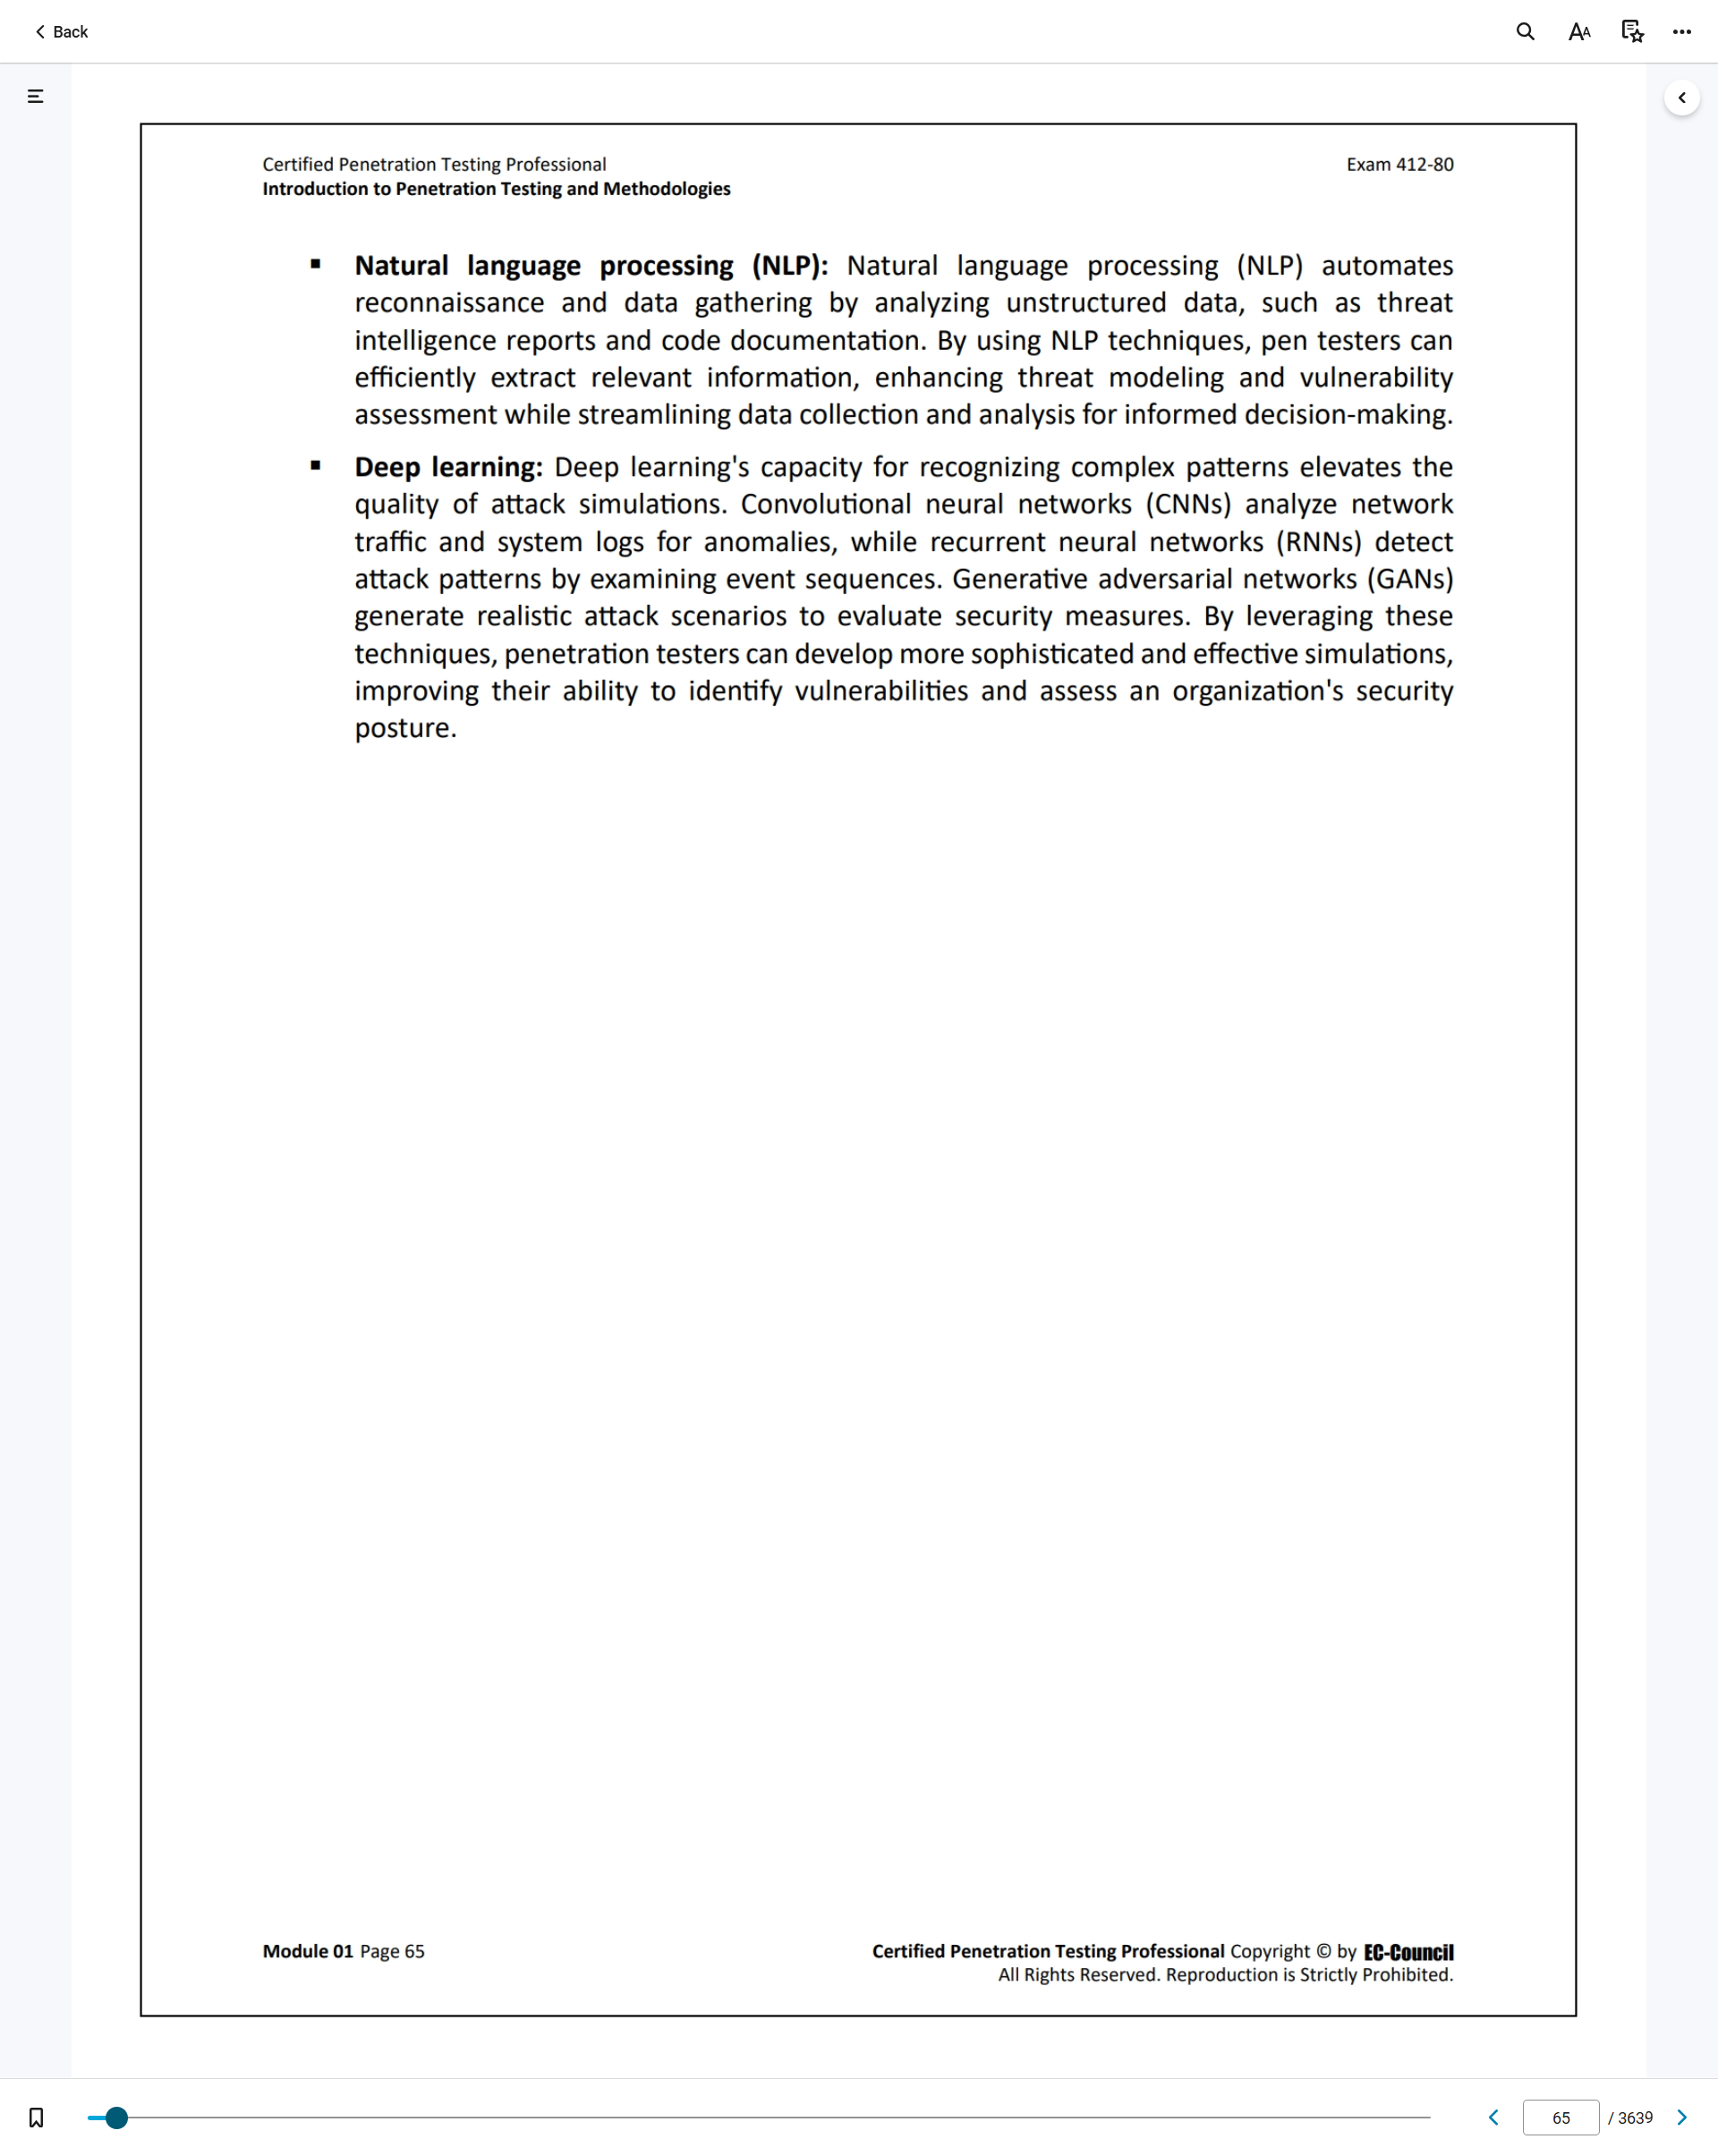 Back
Certified Penetration Testing Professional
Exam 412-80
Introduction to Penetration Testing and Methodologies
▪ Natural language processing (NLP): Natural language processing (NLP) automates
reconnaissance and data gathering by analyzing unstructured data, such as threat
intelligence reports and code documentation. By using NLP techniques, pen testers can
efficiently extract relevant information, enhancing threat modeling and vulnerability
assessment while streamlining data collection and analysis for informed decision-making.
▪ Deep learning: Deep learning's capacity for recognizing complex patterns elevates the
quality of attack simulations. Convolutional neural networks (CNNs) analyze network
traffic and system logs for anomalies, while recurrent neural networks (RNNs) detect
attack patterns by examining event sequences. Generative adversarial networks (GANs)
generate realistic attack scenarios to evaluate security measures. By leveraging these
techniques, penetration testers can develop more sophisticated and effective simulations,
improving their ability to identify vulnerabilities and assess an organization's security
posture.
Module 01 Page 65
Certified Penetration Testing Professional Copyright © by EC-Council
All Rights Reserved. Reproduction is Strictly Prohibited.
65 / 3639